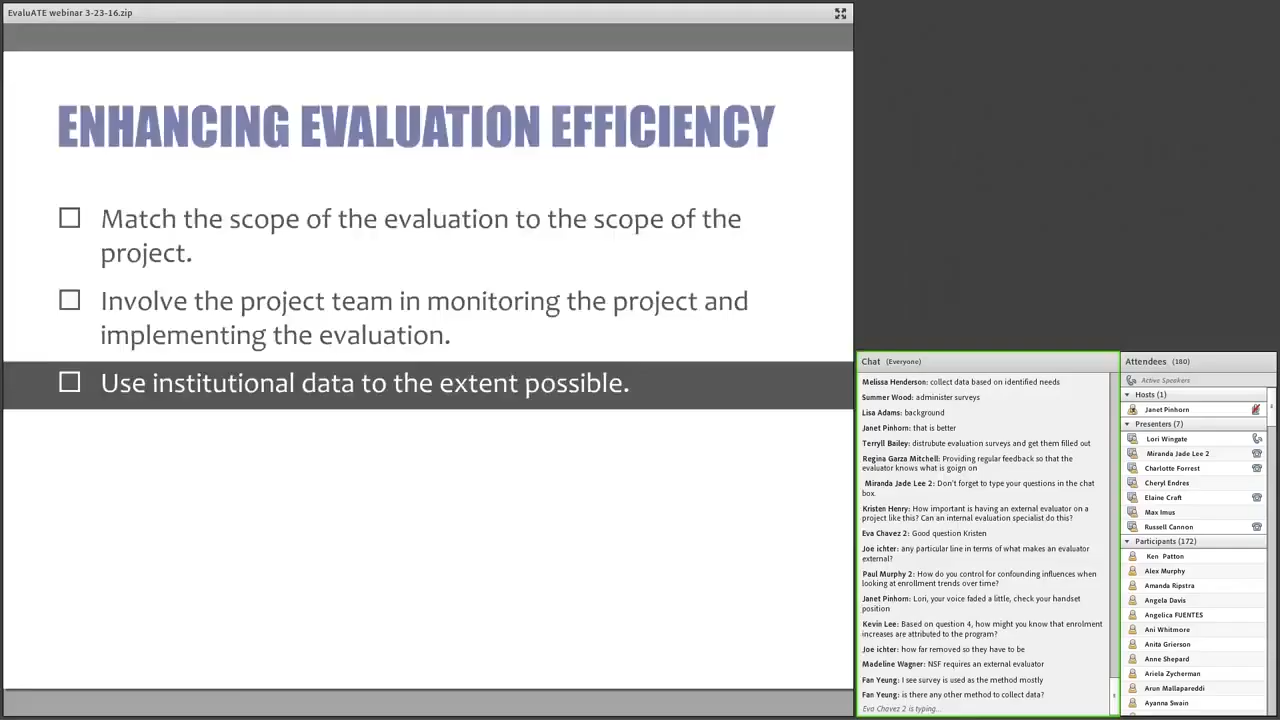 EvaluATE webinar 3-23-16.zip
ENHANCING EVALUATION EFFICIENCY
Match the scope of the evaluation to the scope of the
project.
Involve the project team in monitoring the project and
implementing the evaluation.
Use institutional data to the extent possible.
Chat (Everyone)
Melissa Henderson: collect data based on identified needs
Summer Wood: administer surveys
Lisa Adams: background
Janet Pinhorn: that is better
Terryll Bailey: distrubute evaluation surveys and get them filled out
Regina Garza Mitchell: Providing regular feedback so that the
evaluator knows what is goign on
Miranda Jade Lee 2: Don't forget to type your questions in the chat
box.
Kristen Henry: How important is having an external evaluator on a
project like this? Can an internal evaluation specialist do this?
Eva Chavez 2: Good question Kristen
Joe ichter: any particular line in terms of what makes an evaluator
external?
Paul Murphy 2: How do you control for confounding influences when
looking at enrollment trends over time?
Janet Pinhorn: Lori, your voice faded a little, check your handset
position
Kevin Lee: Based on question 4, how might you know that enrolment
increases are attributed to the program?
Joe ichter: how far removed so they have to be
Madeline Wagner: NSF requires an external evaluator
Fan Yeung: I see survey is used as the method mostly
Fan Yeung: is there any other method to collect data?
Eva Chavez 2 is typing...
Attendees (180)
Active Speakers
Hosts (1)
Janet Pinhorn
Presenters (7)
Lori Wingate
Miranda Jade Lee 2
Charlotte Forrest
Cheryl Endres
Elaine Craft
Max Imus
Russell Cannon
Participants (172)
Ken Patton
Alex Murphy
Amanda Ripstra
Angela Davis
Angelica FUENTES
Ani Whitmore
Anita Grierson
Anne Shepard
Ariela Zycherman
Arun Mallapareddi
Ayanna Swain